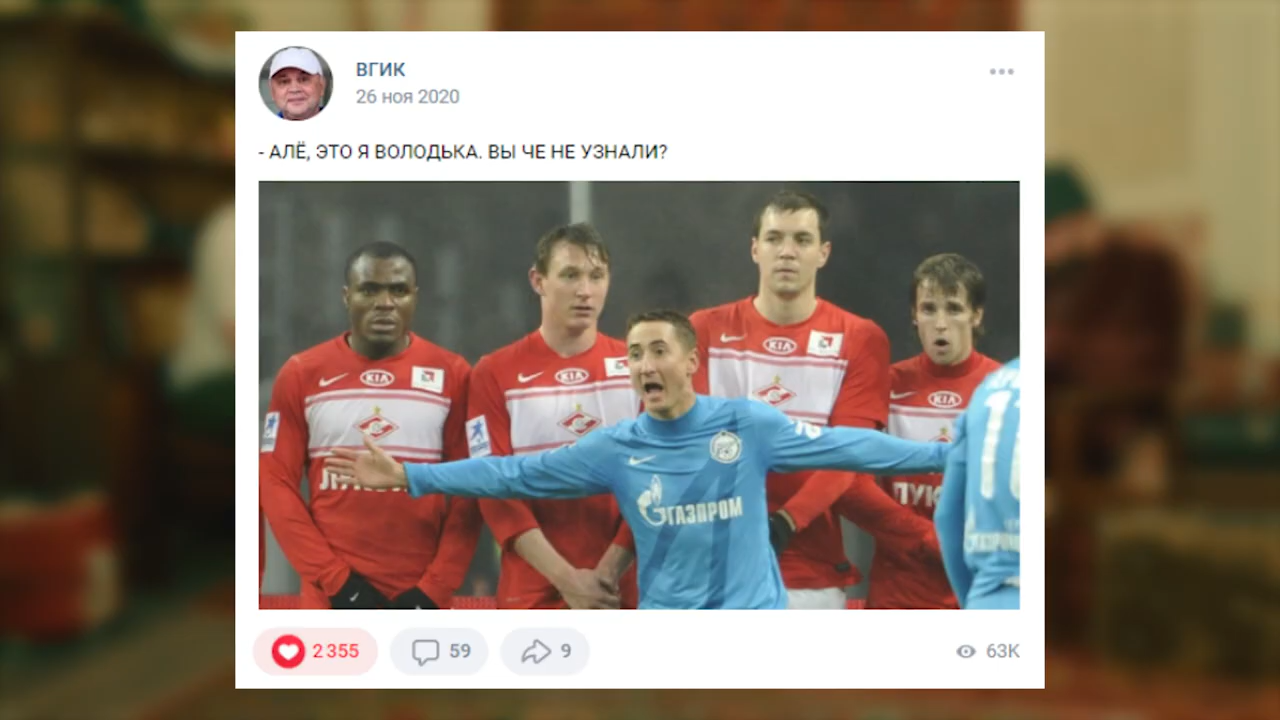 ВГИК
26 ноя 2020
- АЛЁ, ЭТО Я ВОЛОДЬКА. ВЫ ЧЕ НЕ УЗНАЛИ?
KIA
KIA
KIA
KIA
ГАЗПРОМ
2 355
59
9
63K